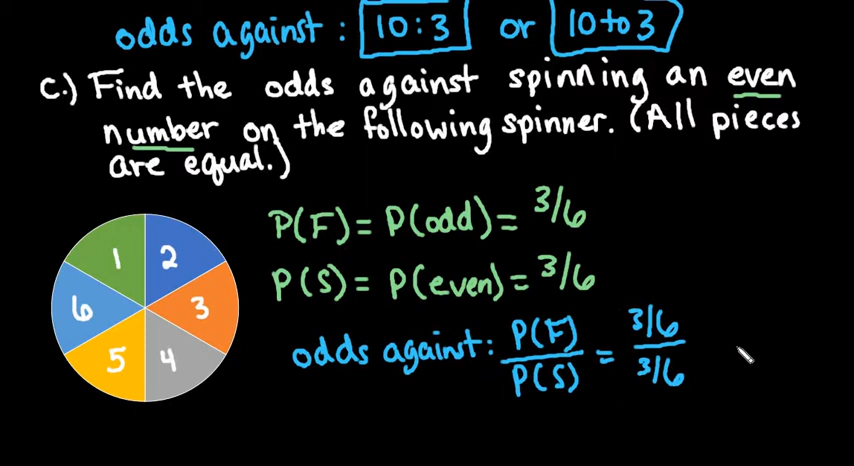 odds against: 10:3 or 10 to 3
c.) Find the odds against spinning an even
number on the following spinner. (All pieces
are equal.)
P(F) = P(odd) = 3/6
P(S) = P(even) = 3/6
odds against: P(F)/P(S) = 3/6 / 3/6
1 2
6 3
5 4